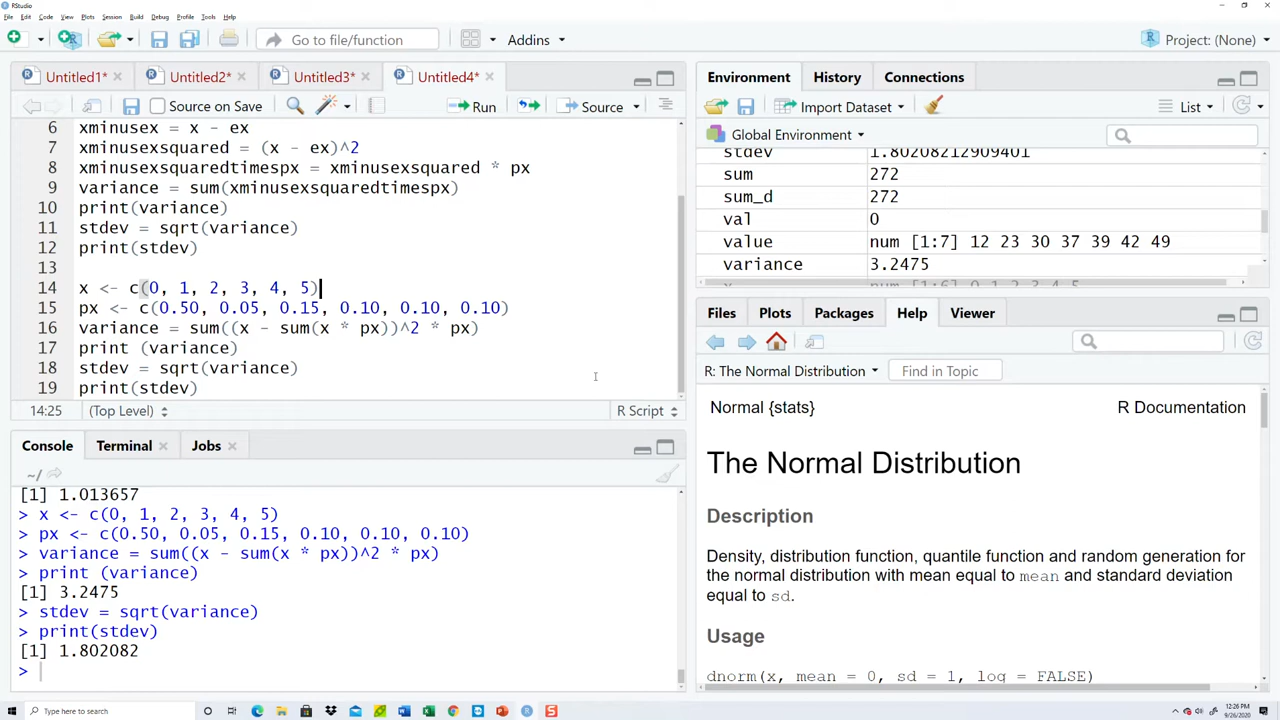 RStudio
File Edit Code View Plots Session Build Debug Profile Tools Help
Go to file/function
Addins
Project: (None)
Untitled1*
Untitled2*
Untitled3*
Untitled4*
Source on Save
Run
Source
6 xminusex = x - ex
7 xminusexsquared = (x - ex)^2
8 xminusexsquaredtimespx = xminusexsquared * px
9 variance = sum(xminusexsquaredtimespx)
10 print(variance)
11 stdev = sqrt(variance)
12 print(stdev)
13
14 x <- c(0, 1, 2, 3, 4, 5)
15 px <- c(0.50, 0.05, 0.15, 0.10, 0.10, 0.10)
16 variance = sum((x - sum(x * px))^2 * px)
17 print (variance)
18 stdev = sqrt(variance)
19 print(stdev)
14:25 (Top Level) R Script
Console Terminal Jobs
~/
[1] 1.013657
> x <- c(0, 1, 2, 3, 4, 5)
> px <- c(0.50, 0.05, 0.15, 0.10, 0.10, 0.10)
> variance = sum((x - sum(x * px))^2 * px)
> print (variance)
[1] 3.2475
> stdev = sqrt(variance)
> print(stdev)
[1] 1.802082
>
Environment History Connections
Import Dataset
List
Global Environment
stdev 1.80208212909401
sum 272
sum_d 272
val 0
value num [1:7] 12 23 30 37 39 42 49
variance 3.2475
Files Plots Packages Help Viewer
R: The Normal Distribution
Find in Topic
Normal {stats} R Documentation
The Normal Distribution
Description
Density, distribution function, quantile function and random generation for
the normal distribution with mean equal to mean and standard deviation
equal to sd.
Usage
dnorm(x, mean = 0, sd = 1, log = FALSE)
Type here to search
12:26 PM
9/26/2020